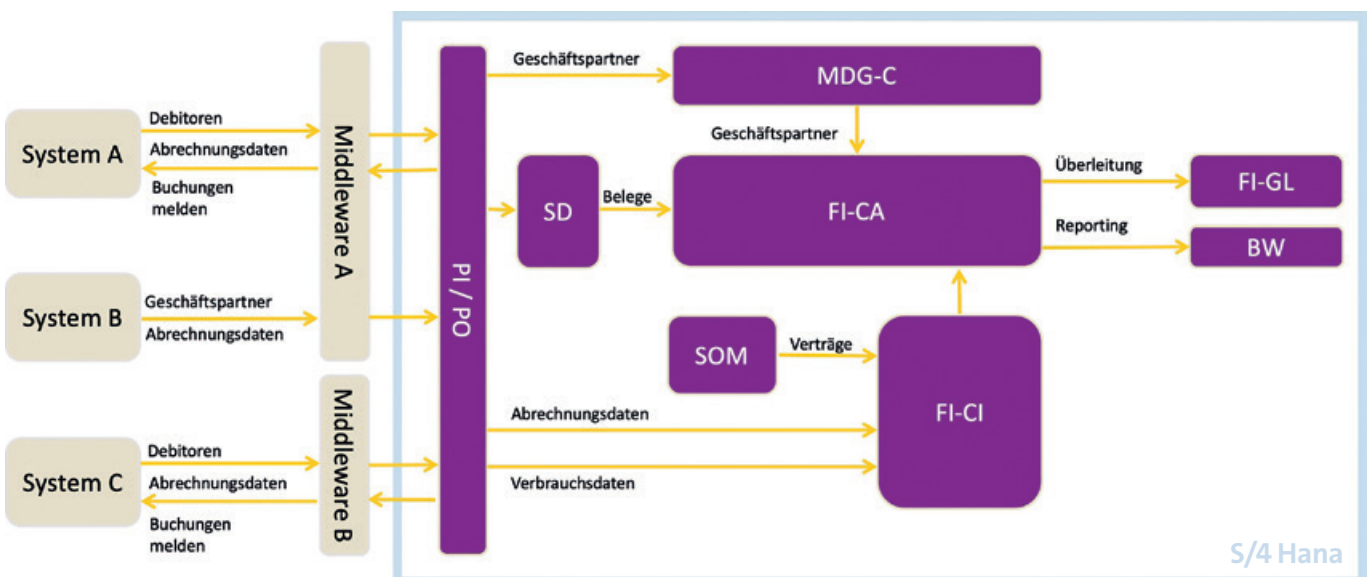 System A
Debitoren
Abrechnungsdaten
Buchungen
melden
System B
Geschäftspartner
Abrechnungsdaten
System C
Debitoren
Abrechnungsdaten
Buchungen
melden
Middleware A
Middleware B
PI / PO
Geschäftspartner
MDG-C
Geschäftspartner
SD
Belege
FI-CA
Überleitung
FI-GL
Reporting
BW
SOM
Verträge
FI-CI
Abrechnungsdaten
Verbrauchsdaten
S/4 Hana